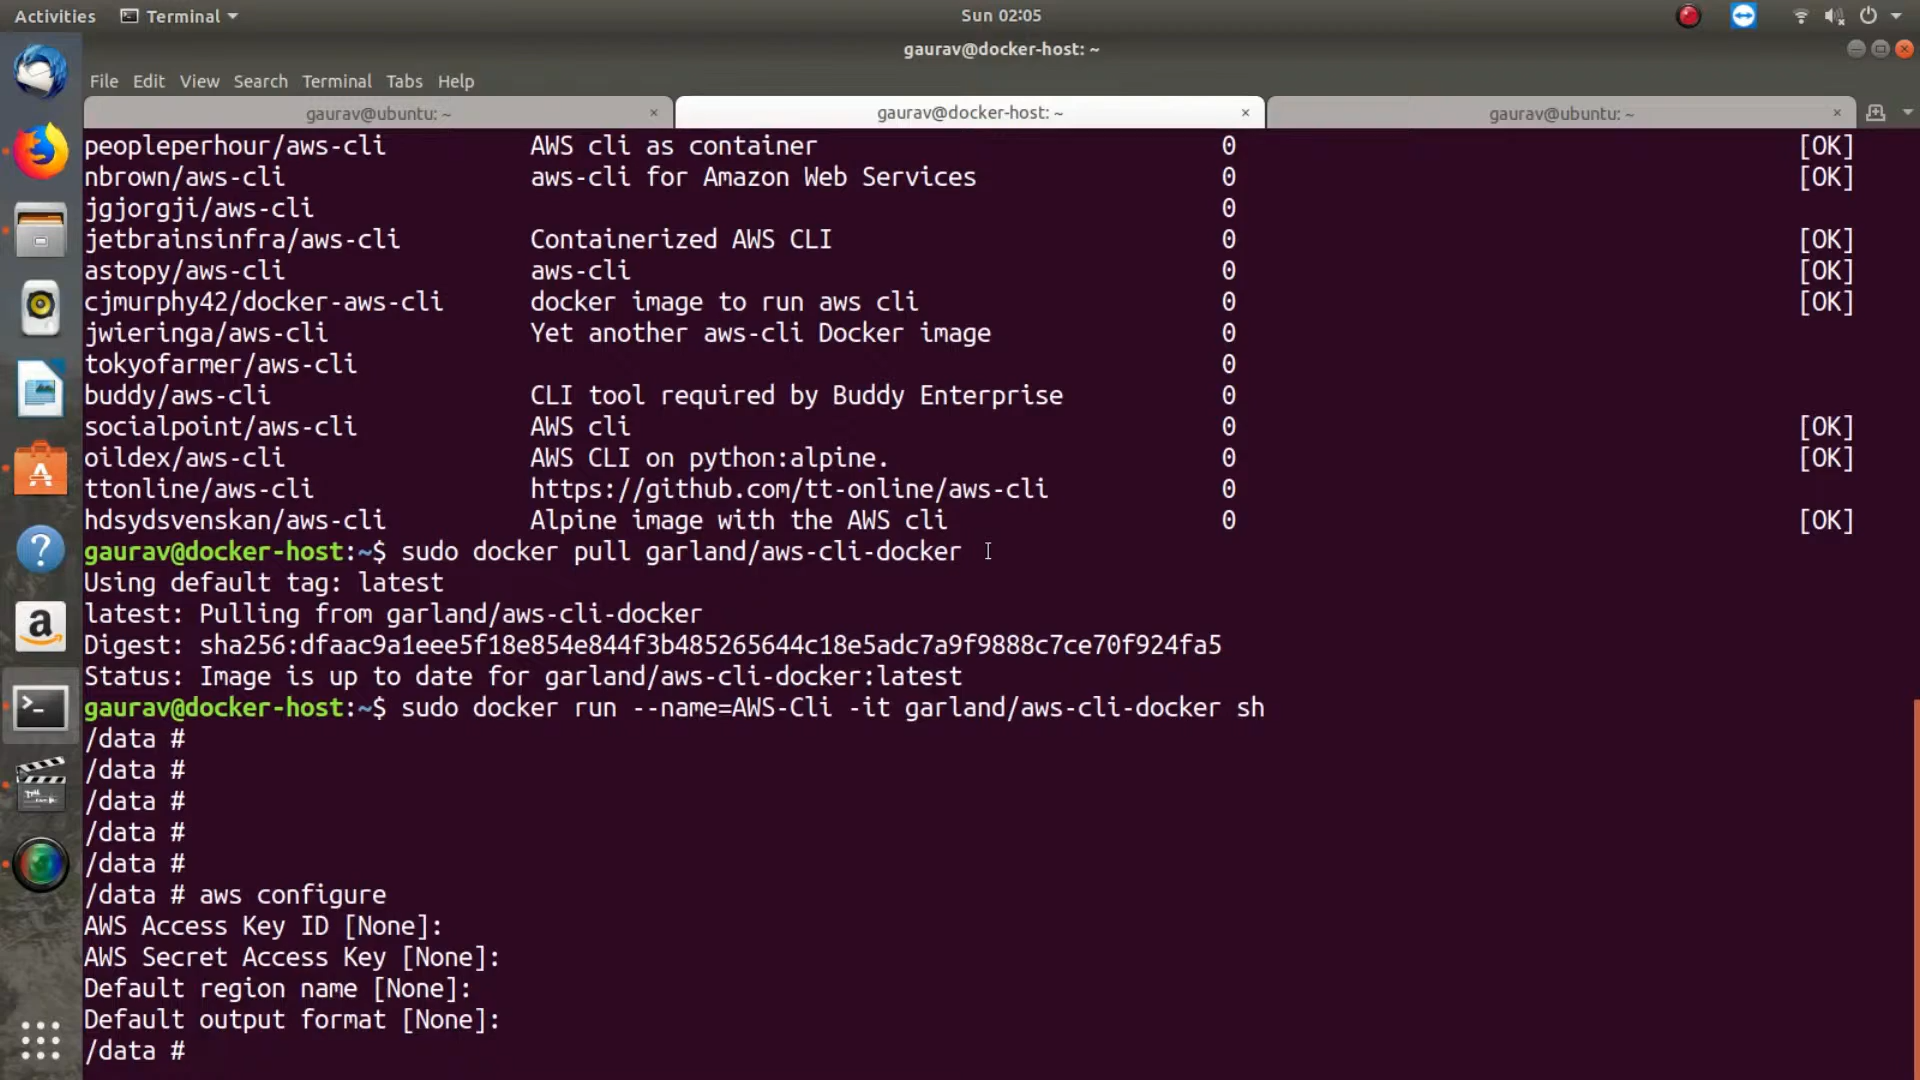 Activities Terminal Sun 02:05
gaurav@docker-host: ~
File Edit View Search Terminal Tabs Help
gaurav@ubuntu: ~ × gaurav@docker-host: ~ × gaurav@ubuntu: ~ ×
peopleperhour/aws-cli AWS cli as container 0 [OK]
nbrown/aws-cli aws-cli for Amazon Web Services 0 [OK]
jgjorgji/aws-cli 0
jetbrainsinfra/aws-cli Containerized AWS CLI 0 [OK]
astopy/aws-cli aws-cli 0 [OK]
cjmurphy42/docker-aws-cli docker image to run aws cli 0 [OK]
jwieringa/aws-cli Yet another aws-cli Docker image 0
tokyofarmer/aws-cli 0
buddy/aws-cli CLI tool required by Buddy Enterprise 0
socialpoint/aws-cli AWS cli 0 [OK]
oildex/aws-cli AWS CLI on python:alpine. 0 [OK]
ttonline/aws-cli https://github.com/tt-online/aws-cli 0
hdsydsvenskan/aws-cli Alpine image with the AWS cli 0 [OK]
gaurav@docker-host:~$ sudo docker pull garland/aws-cli-docker
Using default tag: latest
latest: Pulling from garland/aws-cli-docker
Digest: sha256:dfaac9a1eee5f18e854e844f3b485265644c18e5adc7a9f9888c7ce70f924fa5
Status: Image is up to date for garland/aws-cli-docker:latest
gaurav@docker-host:~$ sudo docker run --name=AWS-Cli -it garland/aws-cli-docker sh
/data #
/data #
/data #
/data #
/data #
/data # aws configure
AWS Access Key ID [None]:
AWS Secret Access Key [None]:
Default region name [None]:
Default output format [None]:
/data #